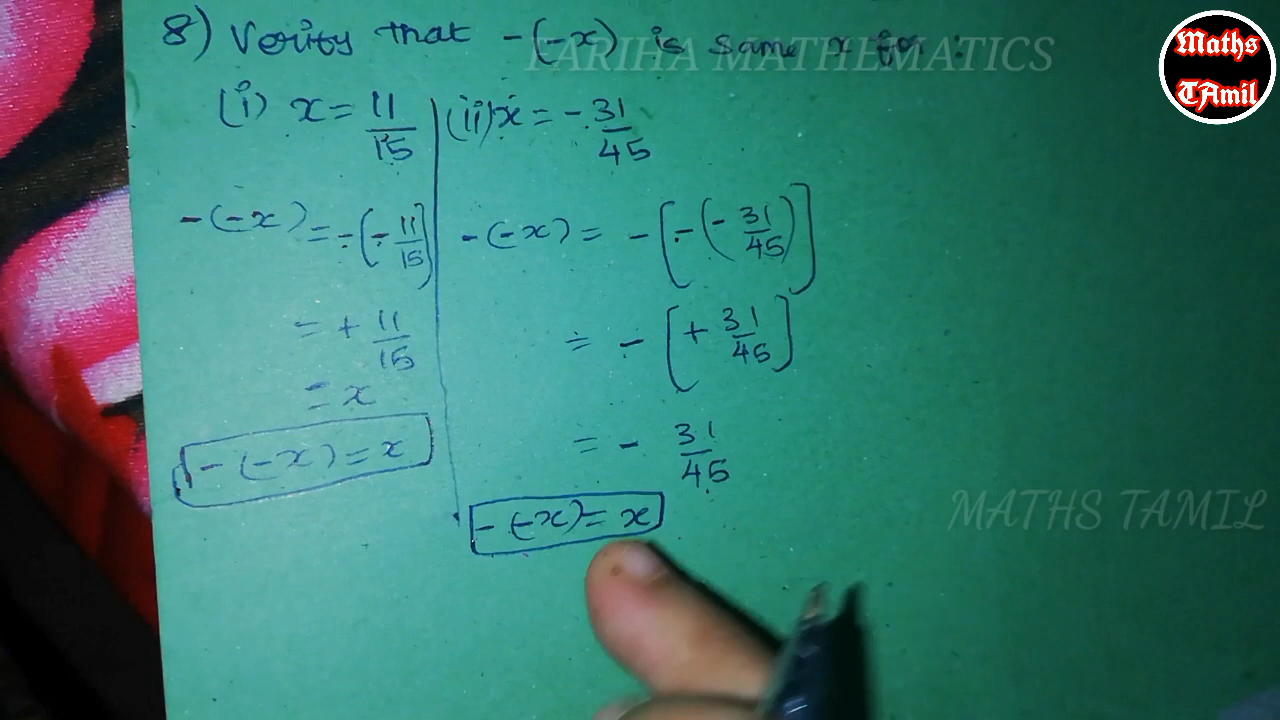 8) Verify that -(-x) is same x for :
FARIHA MATHEMATICS
Maths
TAmil
(i) x = 11/15
-(-x) = -(-11/15)
= + 11/15
= x
-(-x) = x
(ii) x = -31/45
-(-x) = -[-(-31/45)]
= -[+31/45]
= - 31/45
-(-x) = x
MATHS TAMIL